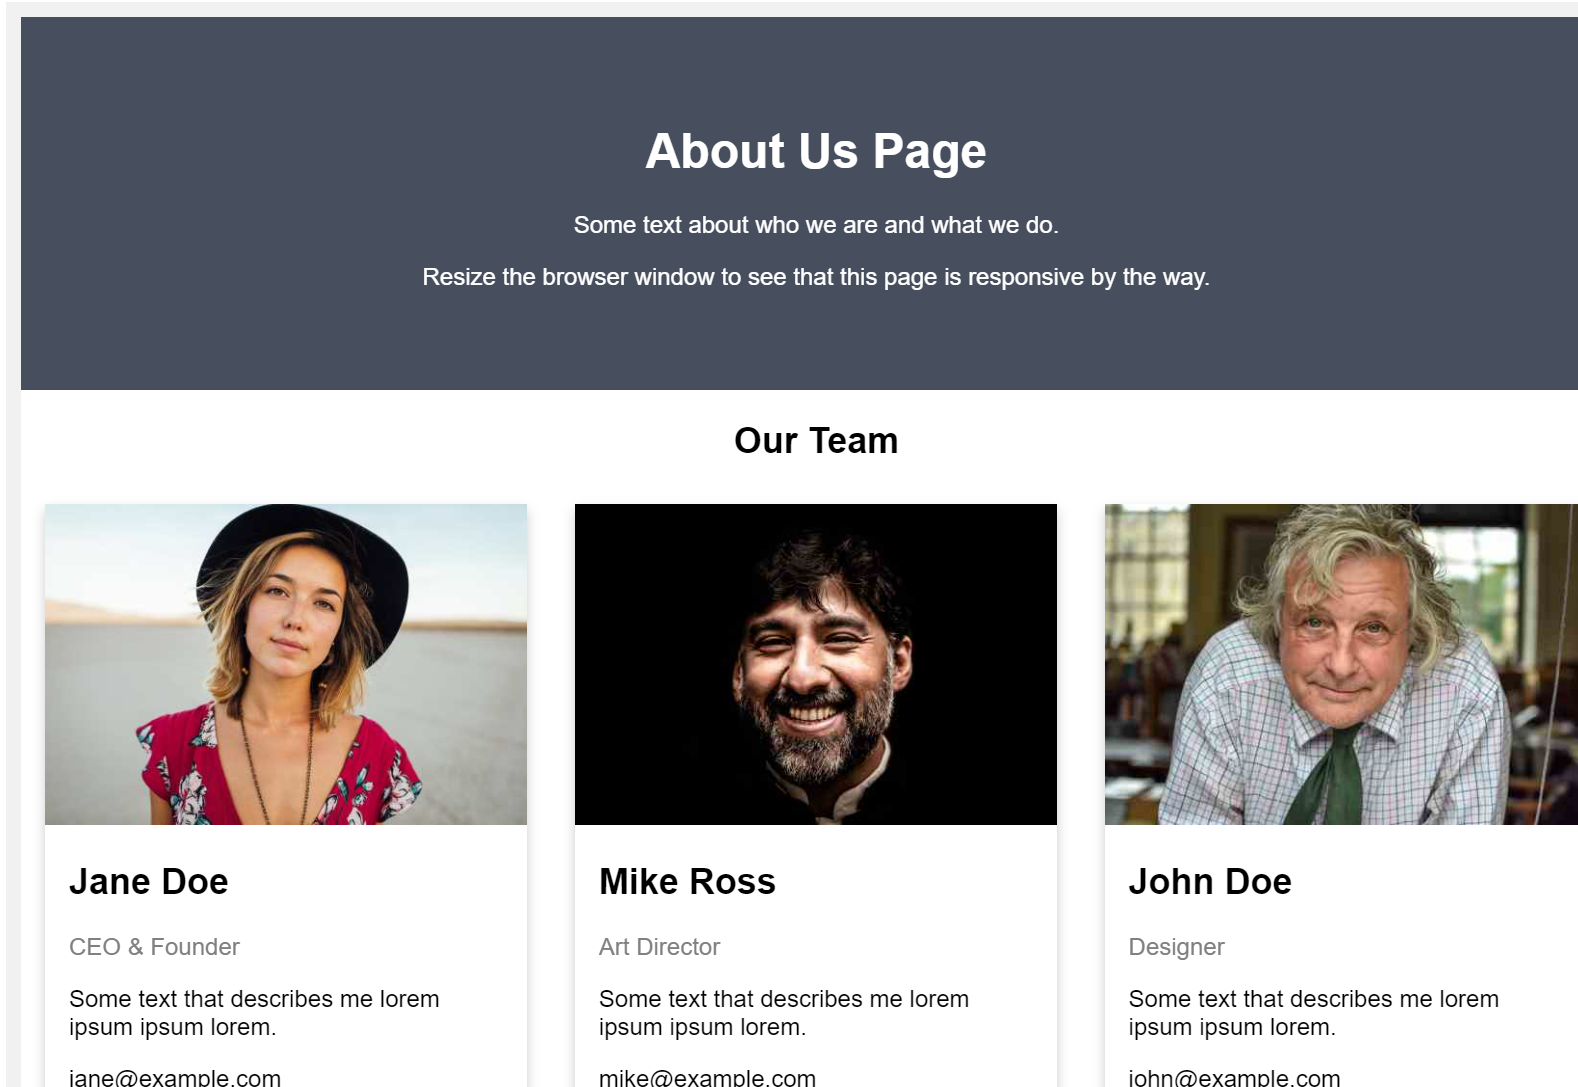 About Us Page
Some text about who we are and what we do.
Resize the browser window to see that this page is responsive by the way.
Our Team
Jane Doe
CEO & Founder
Some text that describes me lorem
ipsum ipsum lorem.
jane@example.com
Mike Ross
Art Director
Some text that describes me lorem
ipsum ipsum lorem.
mike@example.com
John Doe
Designer
Some text that describes me lorem
ipsum ipsum lorem.
john@example.com